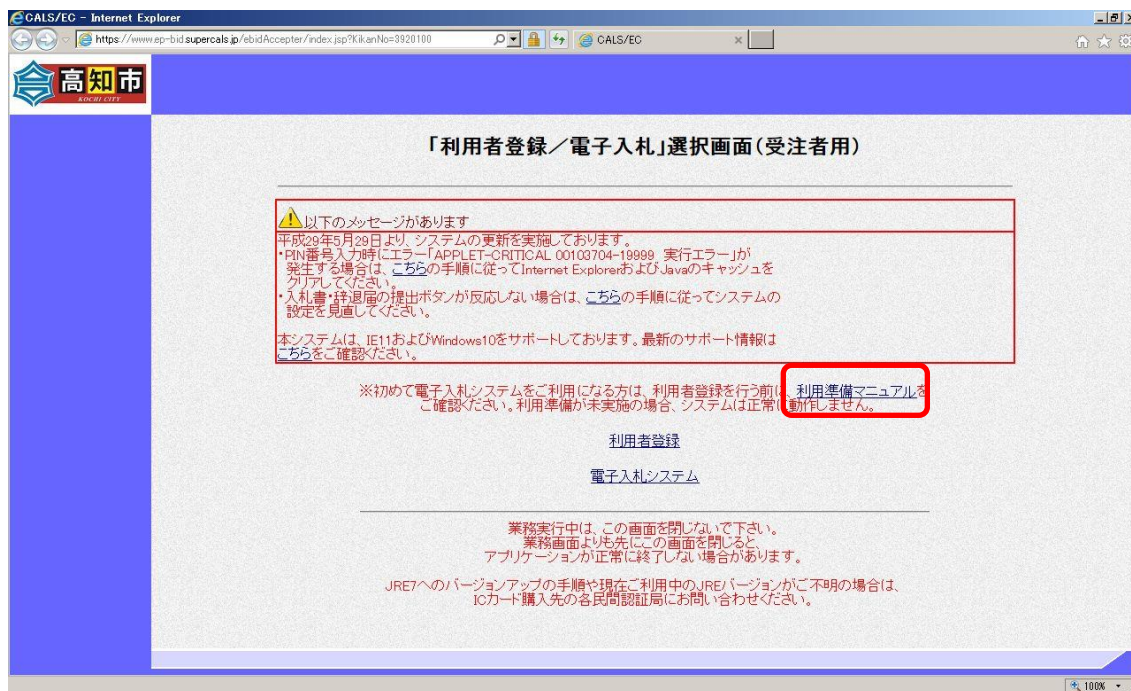 CALS/EC - Internet Explorer
https://www.ep-bid.supercals.jp/ebidAccepter/index.jsp?KikanNo=3920100
CALS/EC
高知市
KOCHI CITY
「利用者登録／電子入札」選択画面(受注者用)
以下のメッセージがあります
平成29年5月29日より、システムの更新を実施しております。
・PIN番号入力時にエラー「APPLET-CRITICAL 00103704-19999 実行エラー」が
発生する場合は、こちらの手順に従ってInternet ExplorerおよびJavaのキャッシュを
クリアしてください。
・入札書・辞退届の提出ボタンが反応しない場合は、こちらの手順に従ってシステムの
設定を見直してください。
本システムは、IE11およびWindows10をサポートしております。最新のサポート情報は
こちらをご確認ください。
※初めて電子入札システムをご利用になる方は、利用者登録を行う前に、利用準備マニュアルを
ご確認ください。利用準備が未実施の場合、システムは正常に動作しません。
利用者登録
電子入札システム
業務実行中は、この画面を閉じないで下さい。
業務画面よりも先にこの画面を閉じると、
アプリケーションが正常に終了しない場合があります。
JRE7へのバージョンアップの手順や現在ご利用中のJREバージョンがご不明の場合は、
ICカード購入先の各民間認証局にお問い合わせください。
100%